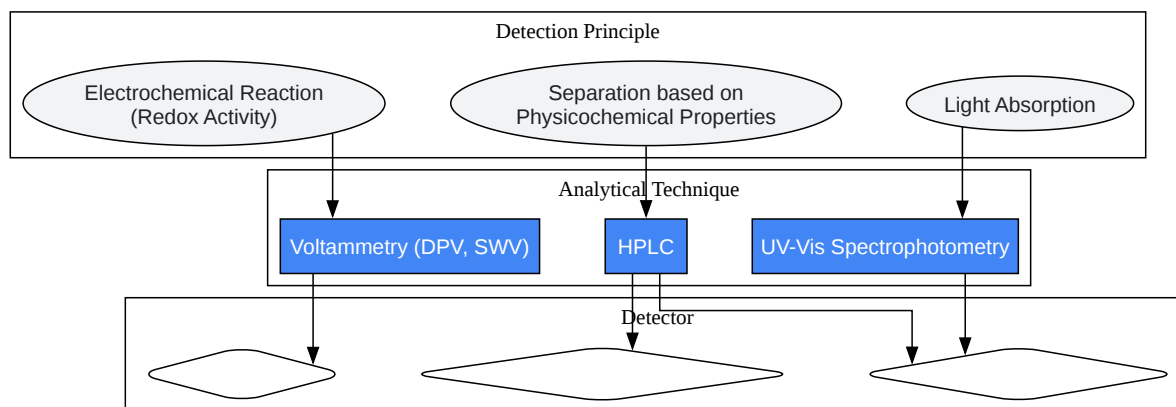 Detection Principle
Electrochemical Reaction
(Redox Activity)
Separation based on
Physicochemical Properties
Light Absorption
Analytical Technique
Voltammetry (DPV, SWV)
HPLC
UV-Vis Spectrophotometry
Detector